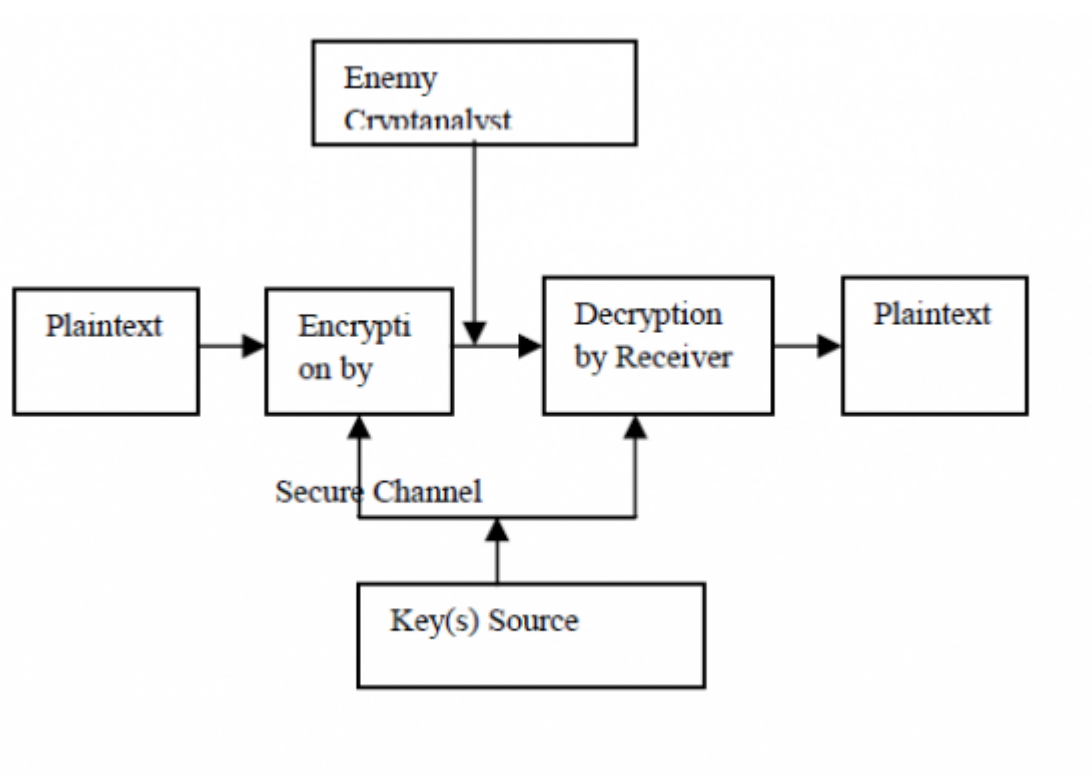 Enemy
Cryptanalyst
Plaintext
Encrypti
on by
Decryption
by Receiver
Plaintext
Secure Channel
Key(s) Source